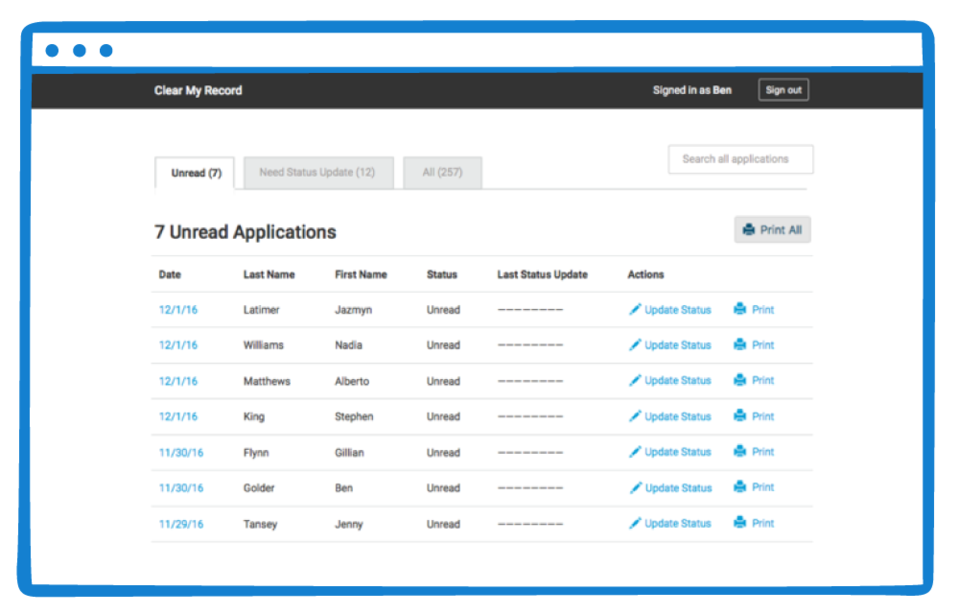 Clear My Record Signed in as Ben Sign out
Search all applications
Unread (7) Need Status Update (12) All (257)
7 Unread Applications Print All
Date Last Name First Name Status Last Status Update Actions
12/1/16 Latimer Jazmyn Unread -------- Update Status Print
12/1/16 Williams Nadia Unread -------- Update Status Print
12/1/16 Matthews Alberto Unread -------- Update Status Print
12/1/16 King Stephen Unread -------- Update Status Print
11/30/16 Flynn Gillian Unread -------- Update Status Print
11/30/16 Golder Ben Unread -------- Update Status Print
11/29/16 Tansey Jenny Unread -------- Update Status Print